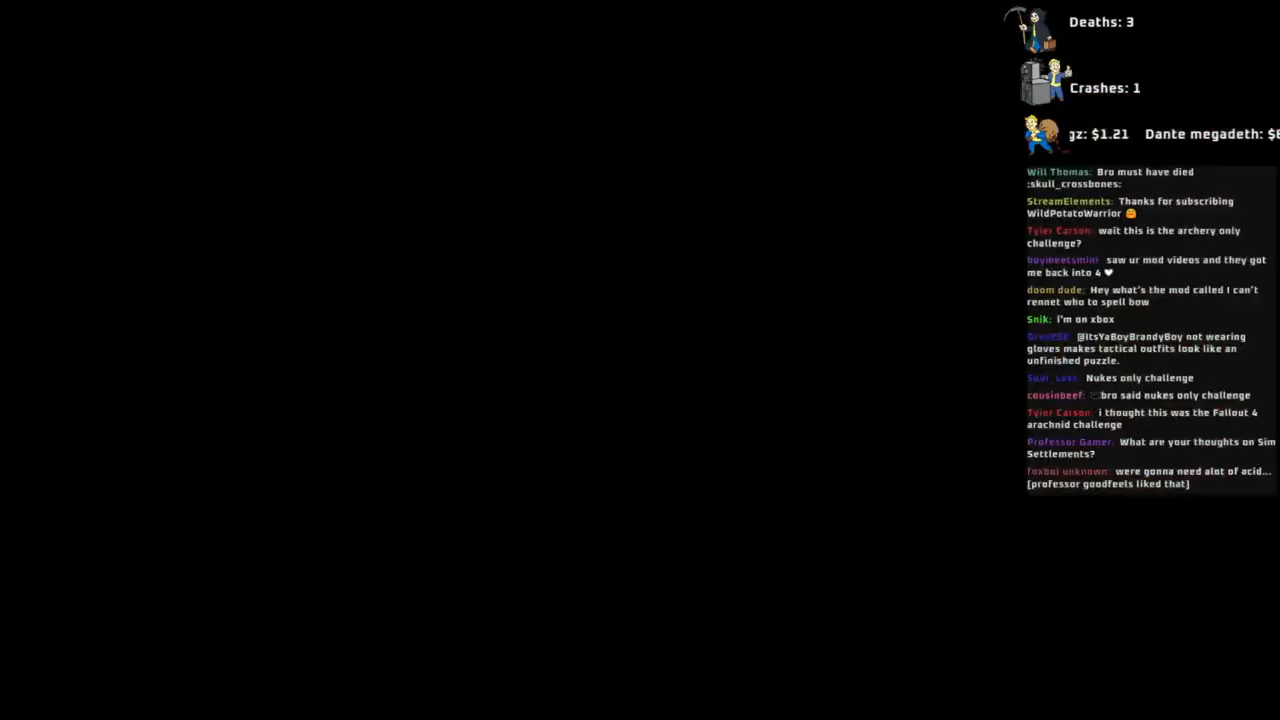 Deaths: 3
Crashes: 1
gz: $1.21 Dante megadeth: $
Will Thomas: Bro must have died
:skull_crossbones:
StreamElements: Thanks for subscribing
WildPotatoWarrior 🤗
Tyler Carson: wait this is the archery only
challenge?
boymeetsmini: saw ur mod videos and they got
me back into 4 ♥
doom dude: Hey what's the mod called I can't
rennet who to spell bow
Snik: i'm on xbox
@ItsYaBoyBrandyBoy not wearing
gloves makes tactical outfits look like an
unfinished puzzle.
Nukes only challenge
cousinbeef: bro said nukes only challenge
Tyler Carson: i thought this was the Fallout 4
arachnid challenge
Professor Gamer: What are your thoughts on Sim
Settlements?
foxboi unknown: were gonna need alot of acid...
[professor goodfeels liked that]